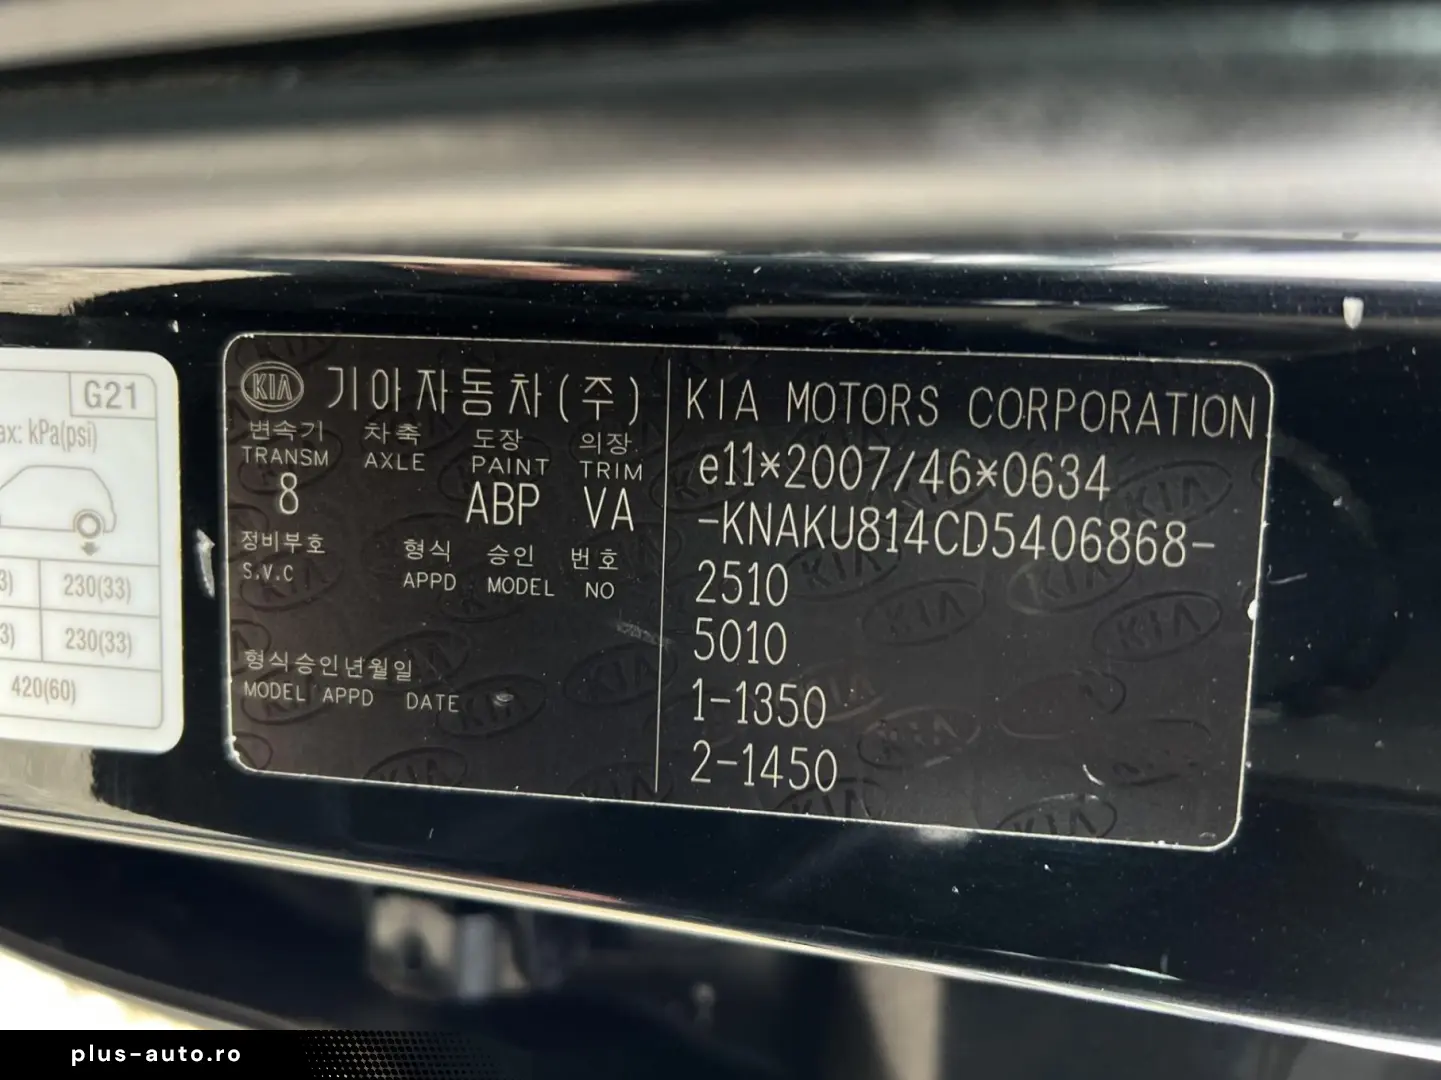 G21
ax: kPa(psi)
3) 230(33)
3) 230(33)
420(60)
KIA 기아자동차(주)
변속기 차축 도장 의장
TRANSM AXLE PAINT TRIM
8 ABP VA
정비부호 형식 승인 번호
S.V.C APPD MODEL NO
형식승인년월일
MODEL APPD DATE
KIA MOTORS CORPORATION
e11*2007/46*0634
-KNAKU814CD5406868-
2510
5010
1-1350
2-1450
plus-auto.ro